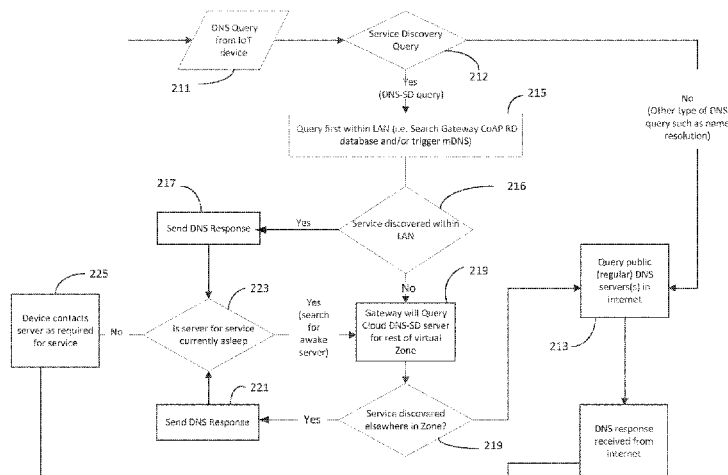 DNS Query
from IoT
device
211
Service Discovery
Query
212
Yes
(DNS-SD query)
215
Query first within LAN (i.e. Search Gateway CoAP RD
database and/or trigger mDNS)
No
(Other type of DNS
query such as name
resolution)
217
Send DNS Response
Yes
216
Service discovered within
LAN
225
Device contacts
server as required
for service
No
223
Is server for service
currently asleep
Yes
(search
for
awake
server)
No
219
Gateway will Query
Cloud DNS-SD server
for rest of virtual
Zone
Query public
(regular) DNS
servers(s) in
internet
213
221
Send DNS Response
Yes
Service discovered
elsewhere in Zone?
219
DNS response
received from
internet